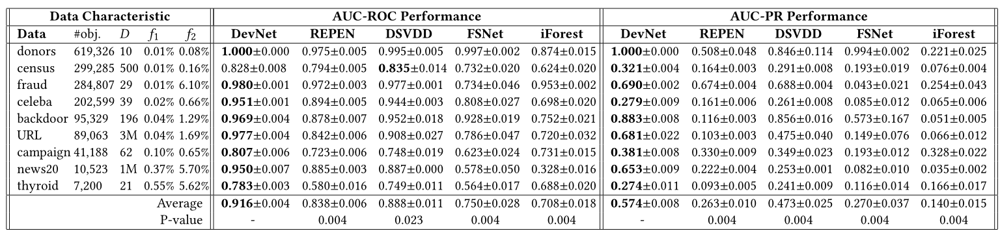 Data Characteristic AUC-ROC Performance AUC-PR Performance
Data #obj. D f1 f2 DevNet REPEN DSVDD FSNet iForest DevNet REPEN DSVDD FSNet iForest
donors 619,326 10 0.01% 0.08% 1.000±0.000 0.975±0.005 0.995±0.005 0.997±0.002 0.874±0.015 1.000±0.000 0.508±0.048 0.846±0.114 0.994±0.002 0.221±0.025
census 299,285 500 0.01% 0.16% 0.828±0.008 0.794±0.005 0.835±0.014 0.732±0.020 0.624±0.020 0.321±0.004 0.164±0.003 0.291±0.008 0.193±0.019 0.076±0.004
fraud 284,807 29 0.01% 6.10% 0.980±0.001 0.972±0.003 0.977±0.001 0.734±0.046 0.953±0.002 0.690±0.002 0.674±0.004 0.688±0.004 0.043±0.021 0.254±0.043
celeba 202,599 39 0.02% 0.66% 0.951±0.001 0.894±0.005 0.944±0.003 0.808±0.027 0.698±0.020 0.279±0.009 0.161±0.006 0.261±0.008 0.085±0.012 0.065±0.006
backdoor 95,329 196 0.04% 1.29% 0.969±0.004 0.878±0.007 0.952±0.018 0.928±0.019 0.752±0.021 0.883±0.008 0.116±0.003 0.856±0.016 0.573±0.167 0.051±0.005
URL 89,063 3M 0.04% 1.69% 0.977±0.004 0.842±0.006 0.908±0.027 0.786±0.047 0.720±0.032 0.681±0.022 0.103±0.003 0.475±0.040 0.149±0.076 0.066±0.012
campaign 41,188 62 0.10% 0.65% 0.807±0.006 0.723±0.006 0.748±0.019 0.623±0.024 0.731±0.015 0.381±0.008 0.330±0.009 0.349±0.023 0.193±0.012 0.328±0.022
news20 10,523 1M 0.37% 5.70% 0.950±0.007 0.885±0.003 0.887±0.000 0.578±0.050 0.328±0.016 0.653±0.009 0.222±0.004 0.253±0.001 0.082±0.010 0.035±0.002
thyroid 7,200 21 0.55% 5.62% 0.783±0.003 0.580±0.016 0.749±0.011 0.564±0.017 0.688±0.020 0.274±0.011 0.093±0.005 0.241±0.009 0.116±0.014 0.166±0.017
Average 0.916±0.004 0.838±0.006 0.888±0.011 0.750±0.028 0.708±0.018 0.574±0.008 0.263±0.010 0.473±0.025 0.270±0.037 0.140±0.015
P-value - 0.004 0.023 0.004 0.004 - 0.004 0.004 0.004 0.004